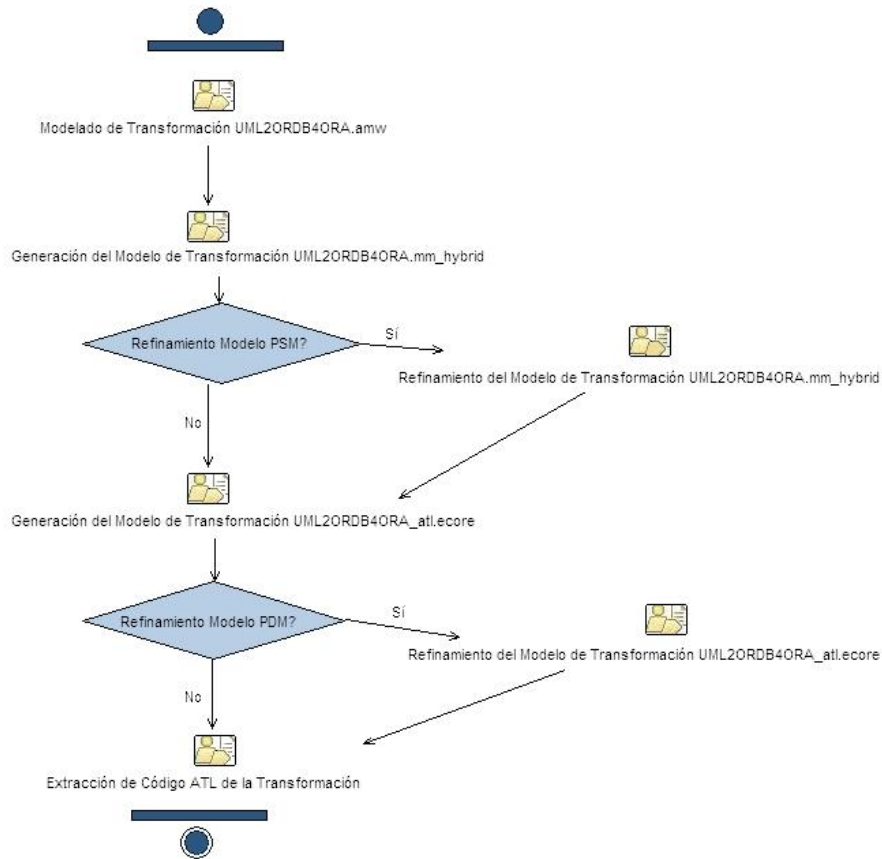 Modelado de Transformación UML2ORDB4ORA.amw
Generación del Modelo de Transformación UML2ORDB4ORA.mm_hybrid
Refinamiento Modelo PSM?
Sí
Refinamiento del Modelo de Transformación UML2ORDB4ORA.mm_hybrid
No
Generación del Modelo de Transformación UML2ORDB4ORA_atl.ecore
Refinamiento Modelo PDM?
Sí
Refinamiento del Modelo de Transformación UML2ORDB4ORA_atl.ecore
No
Extracción de Código ATL de la Transformación